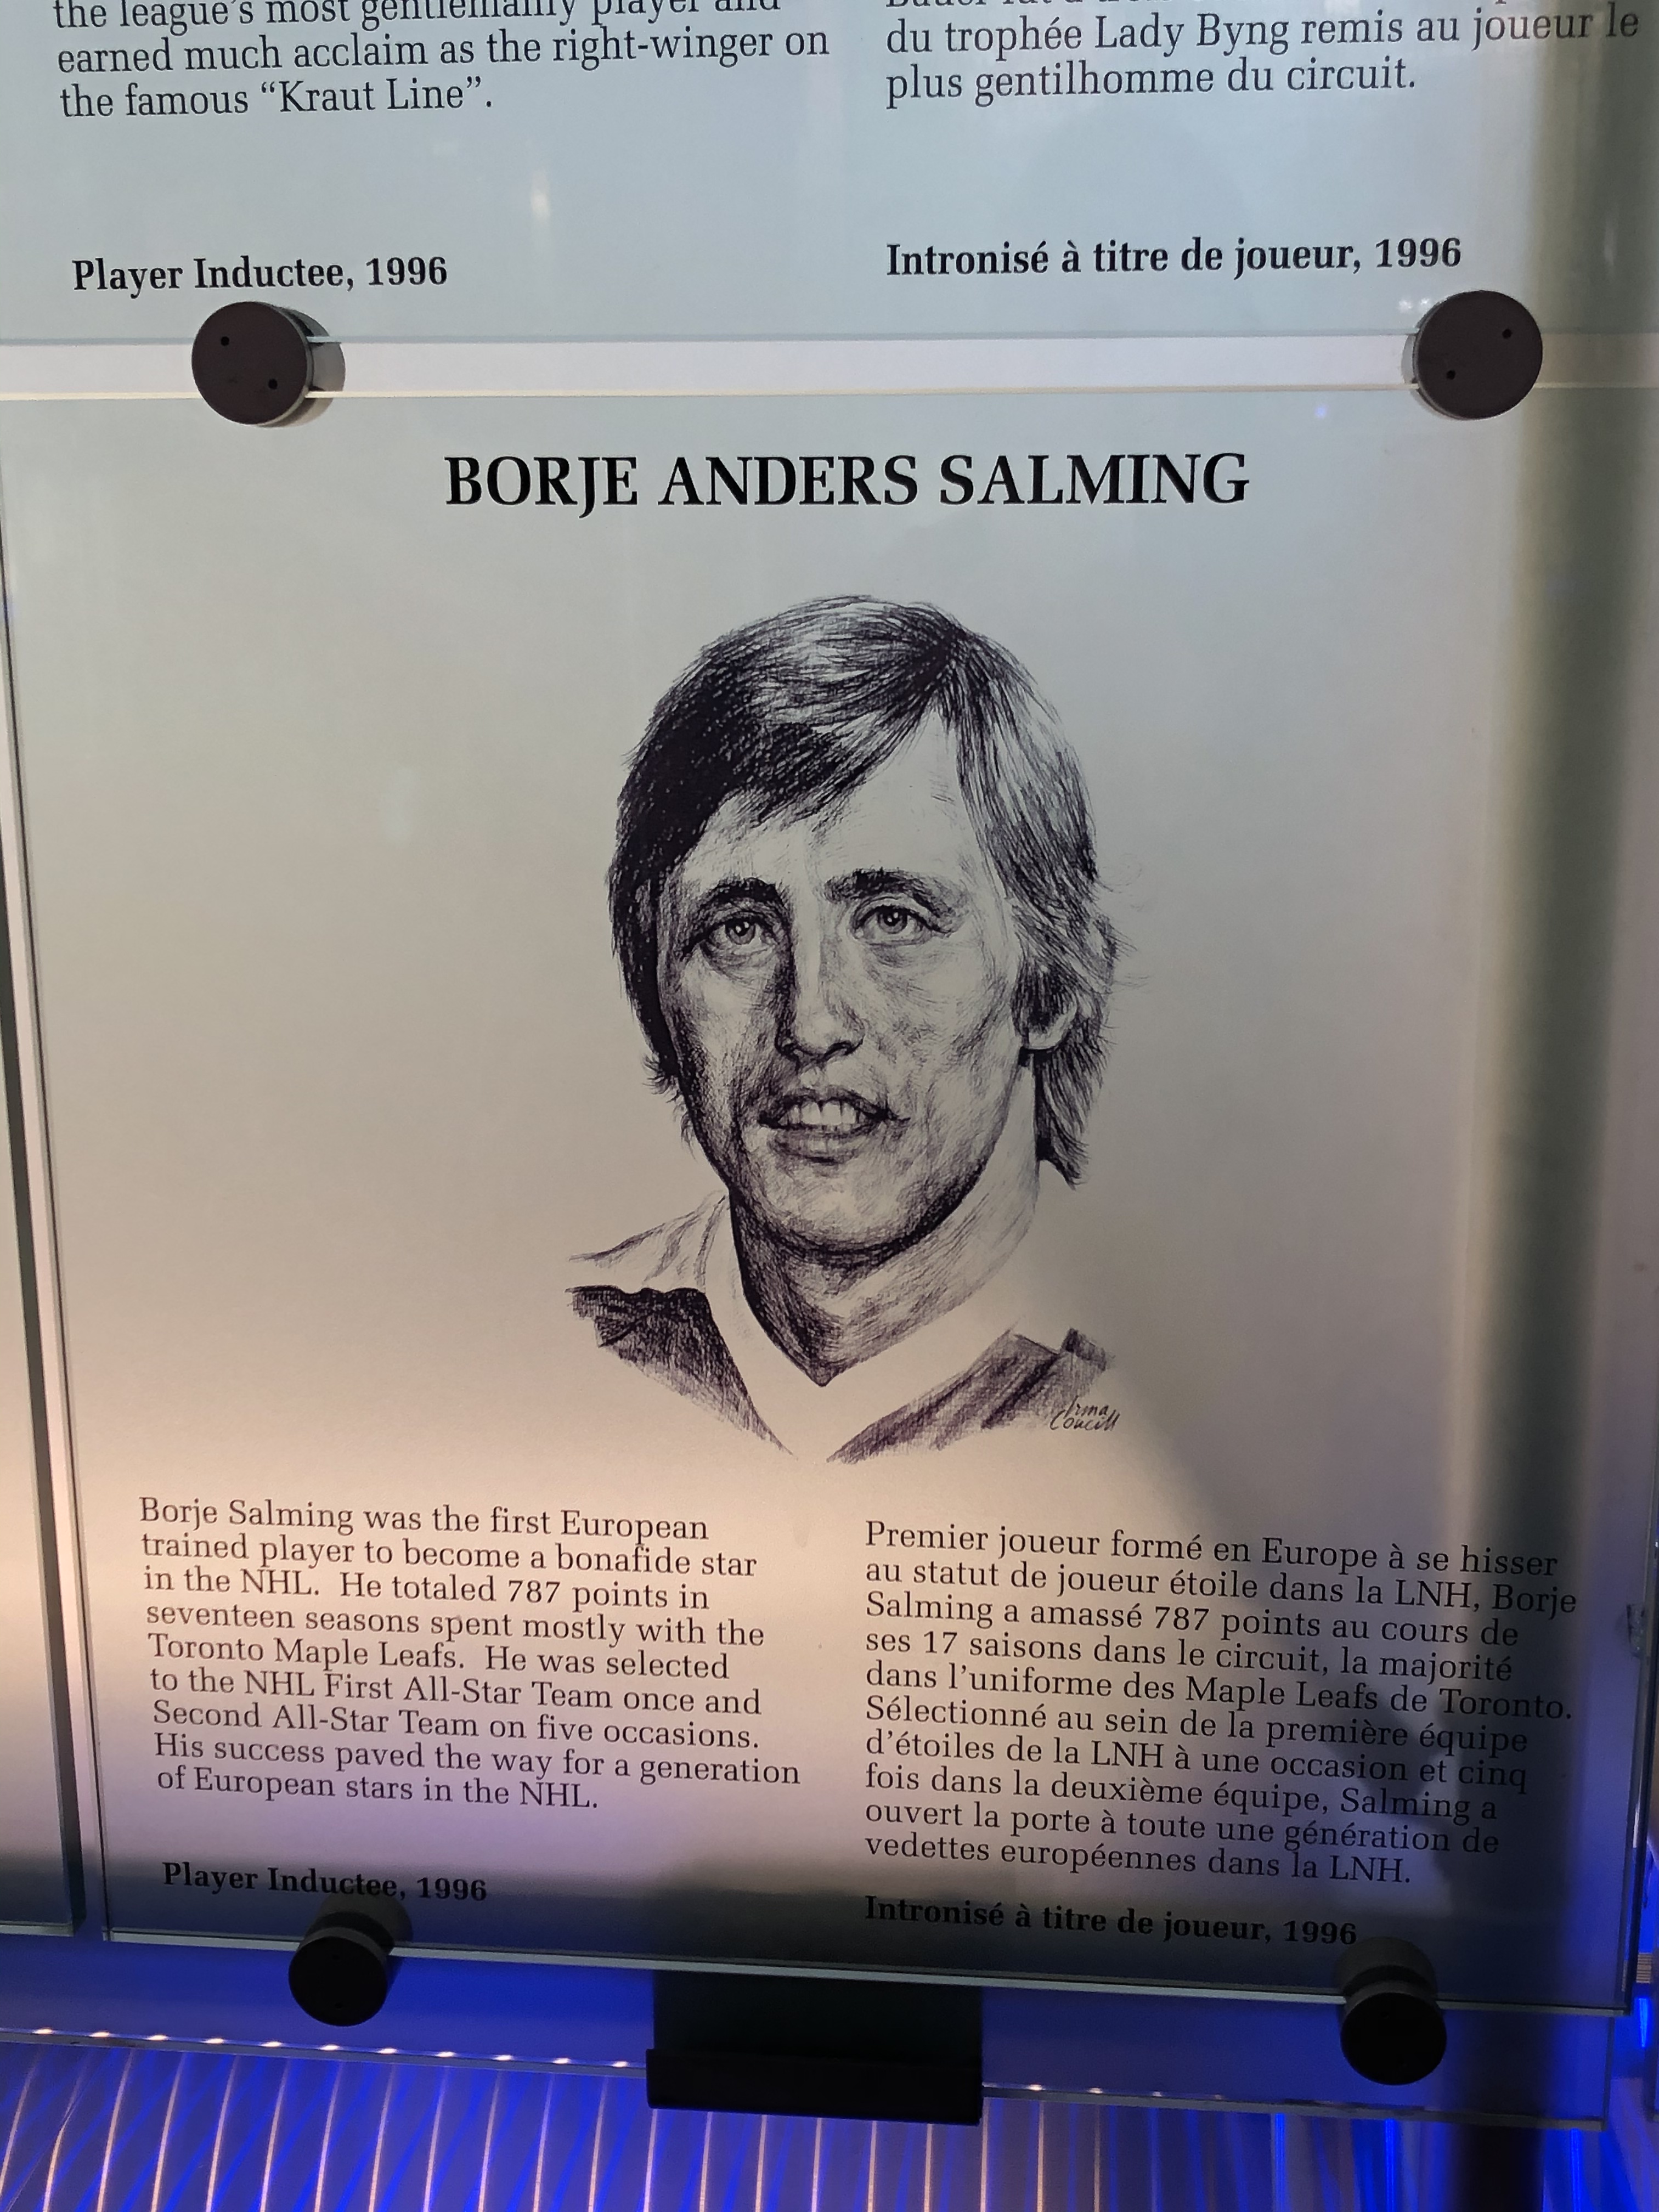 the league's most gentlemanly player and
earned much acclaim as the right-winger on
the famous “Kraut Line”.
du trophée Lady Byng remis au joueur le
plus gentilhomme du circuit.
Player Inductee, 1996
Intronisé à titre de joueur, 1996
BORJE ANDERS SALMING
Irma
Coucill
Borje Salming was the first European
trained player to become a bonafide star
in the NHL. He totaled 787 points in
seventeen seasons spent mostly with the
Toronto Maple Leafs. He was selected
to the NHL First All-Star Team once and
Second All-Star Team on five occasions.
His success paved the way for a generation
of European stars in the NHL.
Player Inductee, 1996
Premier joueur formé en Europe à se hisser
au statut de joueur étoile dans la LNH, Borje
Salming a amassé 787 points au cours de
ses 17 saisons dans le circuit, la majorité
dans l'uniforme des Maple Leafs de Toronto.
Sélectionné au sein de la première équipe
d'étoiles de la LNH à une occasion et cinq
fois dans la deuxième équipe, Salming a
ouvert la porte à toute une génération de
vedettes européennes dans la LNH.
Intronisé à titre de joueur, 1996